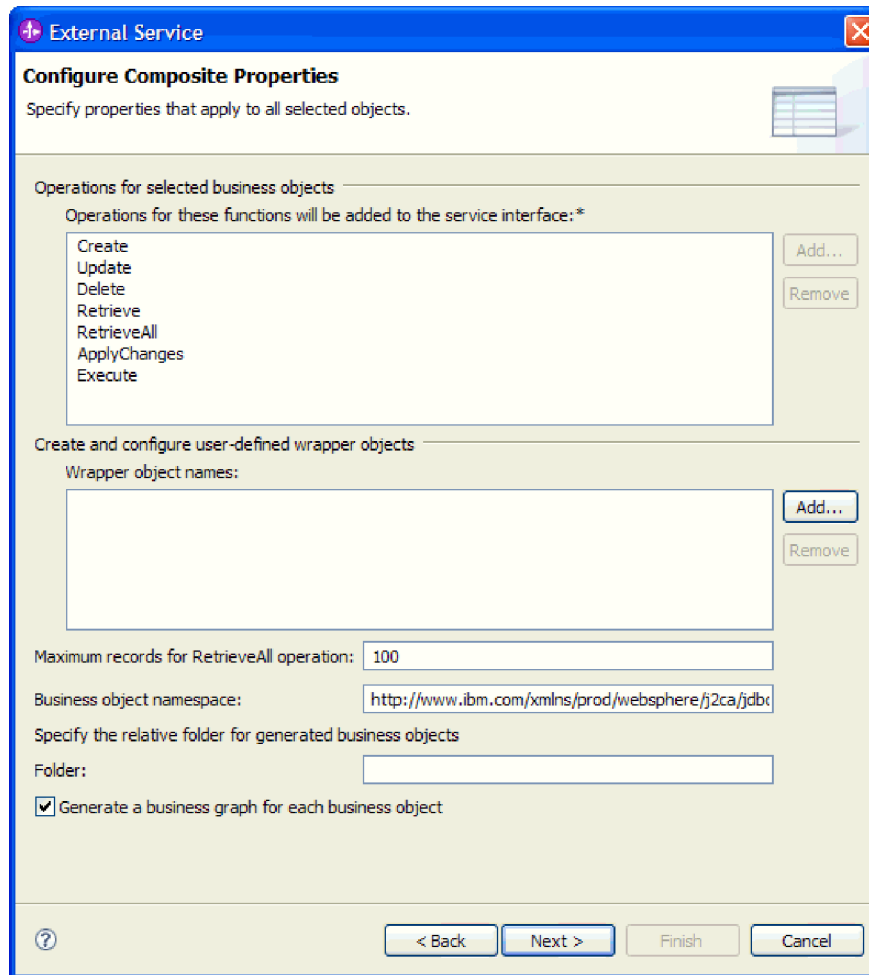 External Service
Configure Composite Properties
Specify properties that apply to all selected objects.
Operations for selected business objects
Operations for these functions will be added to the service interface:*
Create
Update
Delete
Retrieve
RetrieveAll
ApplyChanges
Execute
Add...
Remove
Create and configure user-defined wrapper objects
Wrapper object names:
Add...
Remove
Maximum records for RetrieveAll operation: 100
Business object namespace: http://www.ibm.com/xmlns/prod/websphere/j2ca/jdbc
Specify the relative folder for generated business objects
Folder:
Generate a business graph for each business object
? < Back Next > Finish Cancel